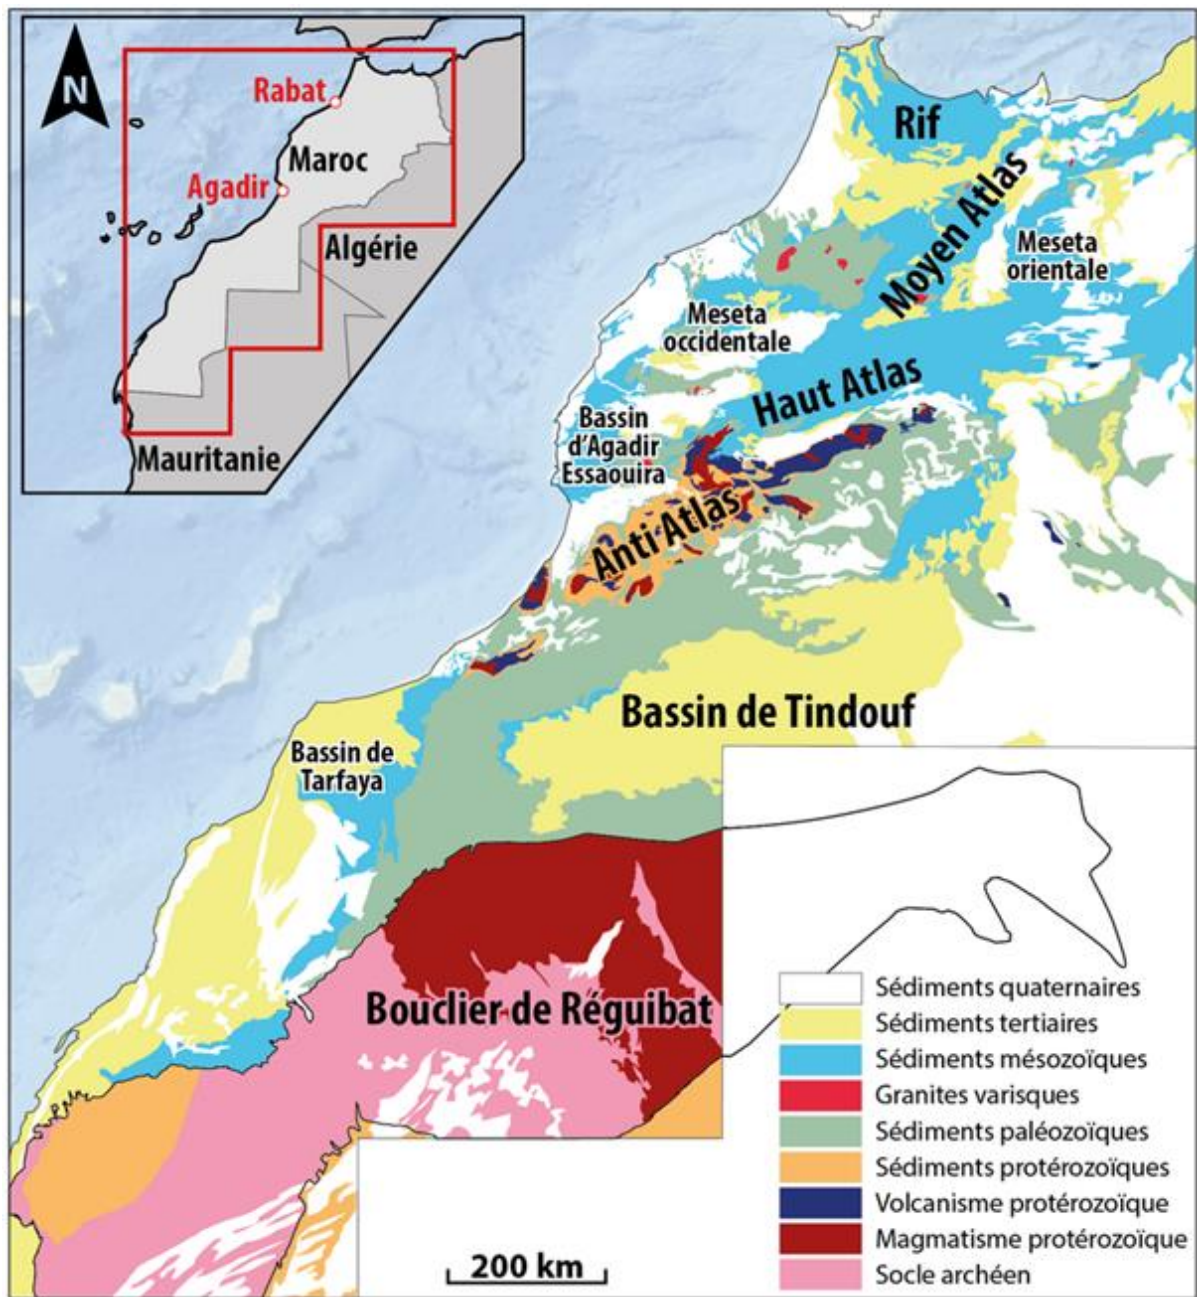 N
Rabat
Maroc
Agadir
Algérie
Mauritanie
Rif
Moyen Atlas
Meseta
orientale
Meseta
occidentale
Haut Atlas
Bassin
d'Agadir
Essaouira
Anti Atlas
Bassin de Tindouf
Bassin de
Tarfaya
Bouclier de Réguibat
Sédiments quaternaires
Sédiments tertiaires
Sédiments mésozoïques
Granites varisques
Sédiments paléozoïques
Sédiments protérozoïques
Volcanisme protérozoïque
Magmatisme protérozoïque
Socle archéen
200 km